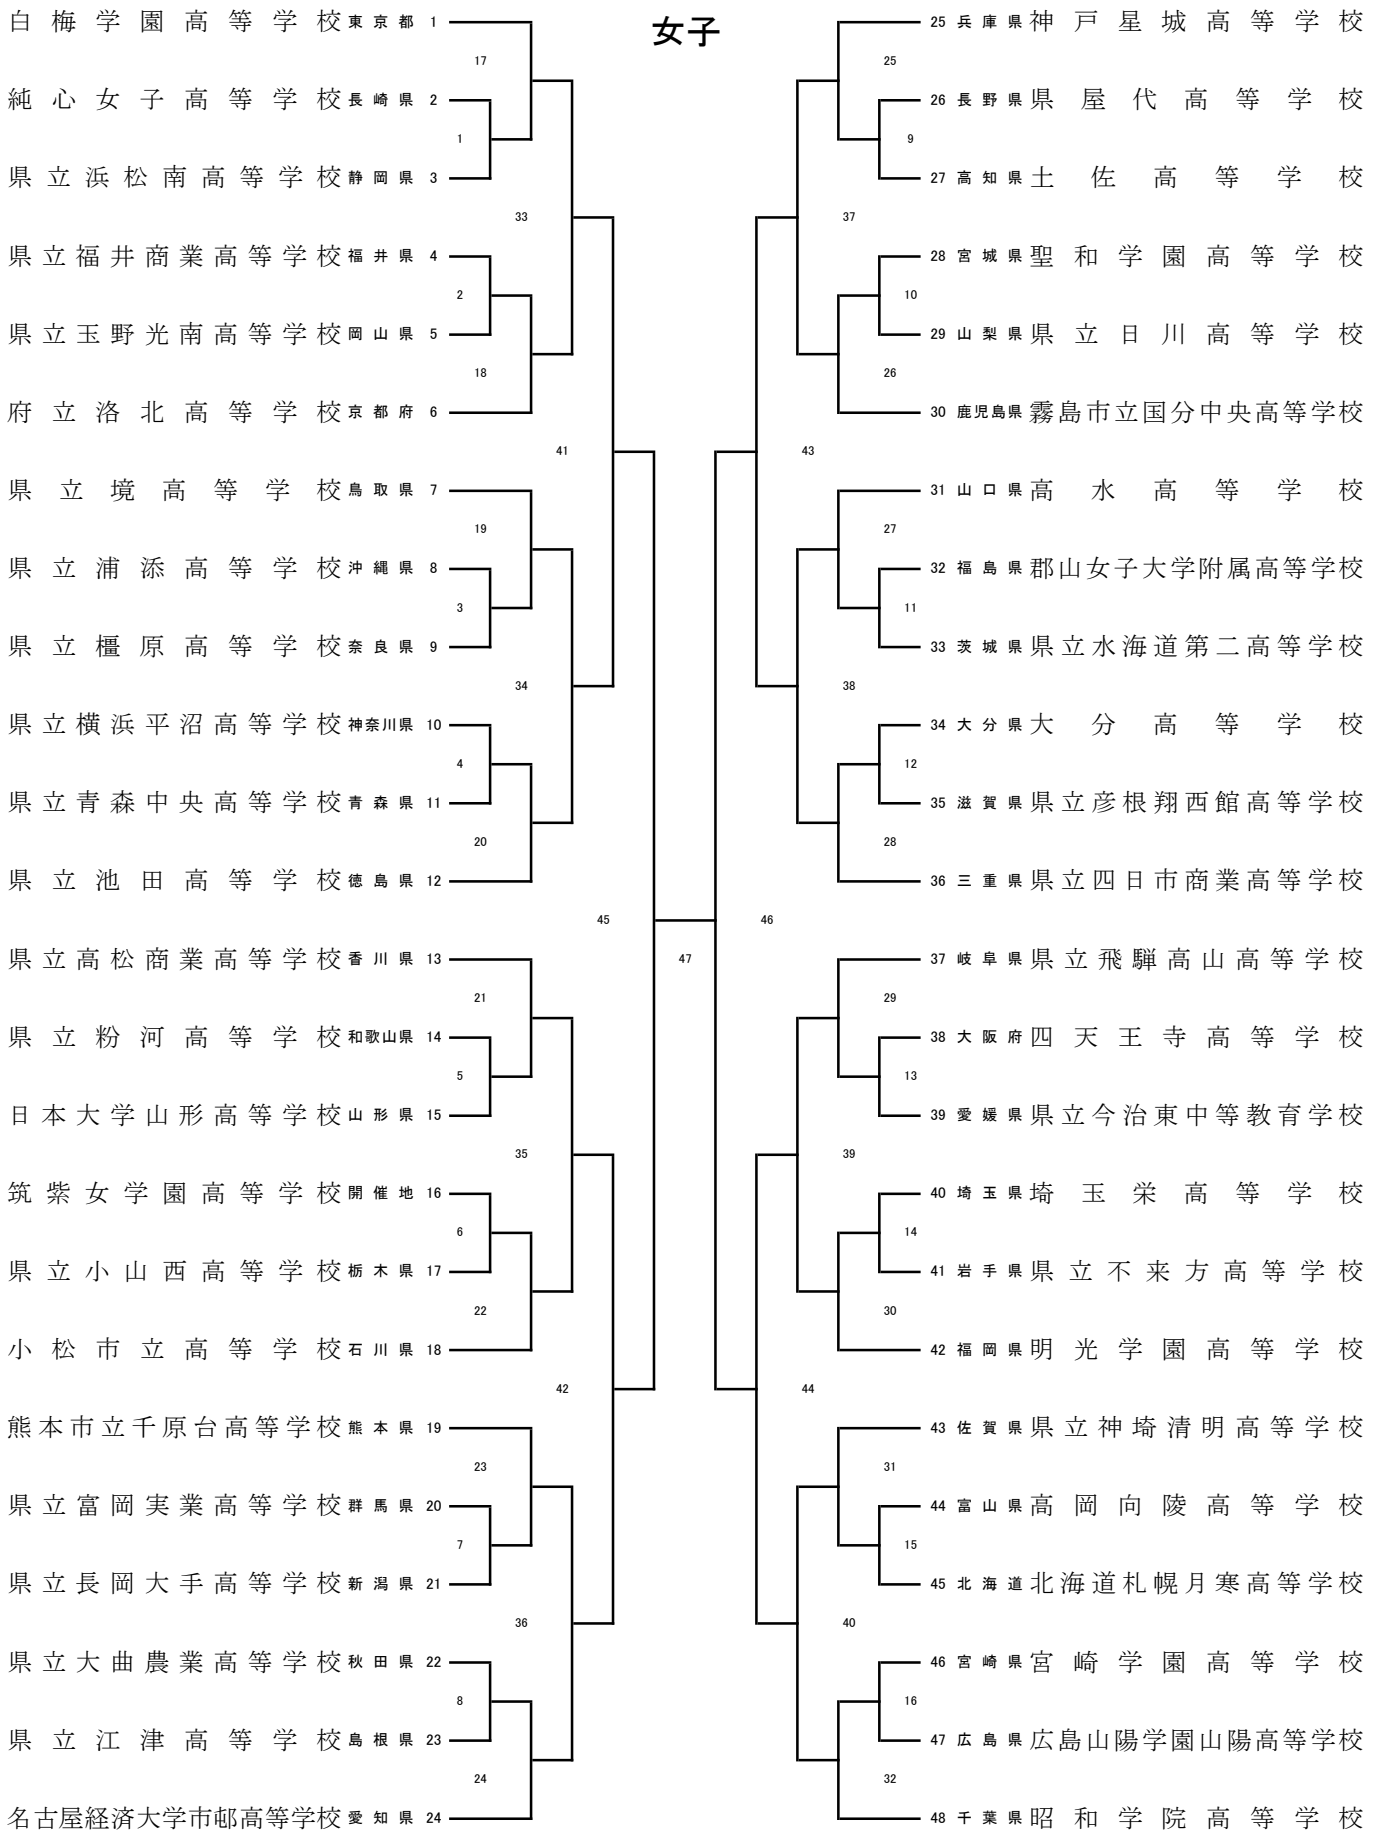 女子
白梅学園高等学校 東京都 1
17
純心女子高等学校 長崎県 2
1
県立浜松南高等学校 静岡県 3
33
県立福井商業高等学校 福井県 4
2
県立玉野光南高等学校 岡山県 5
18
府立洛北高等学校 京都府 6
41
県立境高等学校 鳥取県 7
19
県立浦添高等学校 沖縄県 8
3
県立橿原高等学校 奈良県 9
34
県立横浜平沼高等学校 神奈川県 10
4
県立青森中央高等学校 青森県 11
20
県立池田高等学校 徳島県 12
45
県立高松商業高等学校 香川県 13
21
県立粉河高等学校 和歌山県 14
5
日本大学山形高等学校 山形県 15
35
筑紫女学園高等学校 開催地 16
6
県立小山西高等学校 栃木県 17
22
小松市立高等学校 石川県 18
42
熊本市立千原台高等学校 熊本県 19
23
県立富岡実業高等学校 群馬県 20
7
県立長岡大手高等学校 新潟県 21
36
県立大曲農業高等学校 秋田県 22
8
県立江津高等学校 島根県 23
24
名古屋経済大学市邨高等学校 愛知県 24
47
25 兵庫県 神戸星城高等学校
25
26 長野県 県屋代高等学校
9
27 高知県 土佐高等学校
37
28 宮城県 聖和学園高等学校
10
29 山梨県 県立日川高等学校
26
30 鹿児島県 霧島市立国分中央高等学校
43
31 山口県 高水高等学校
27
32 福島県 郡山女子大学附属高等学校
11
33 茨城県 県立水海道第二高等学校
38
34 大分県 大分高等学校
12
35 滋賀県 県立彦根翔西館高等学校
28
36 三重県 県立四日市商業高等学校
46
37 岐阜県 県立飛騨高山高等学校
29
38 大阪府 四天王寺高等学校
13
39 愛媛県 県立今治東中等教育学校
39
40 埼玉県 埼玉栄高等学校
14
41 岩手県 県立不来方高等学校
30
42 福岡県 明光学園高等学校
44
43 佐賀県 県立神埼清明高等学校
31
44 富山県 高岡向陵高等学校
15
45 北海道 北海道札幌月寒高等学校
40
46 宮崎県 宮崎学園高等学校
16
47 広島県 広島山陽学園山陽高等学校
32
48 千葉県 昭和学院高等学校